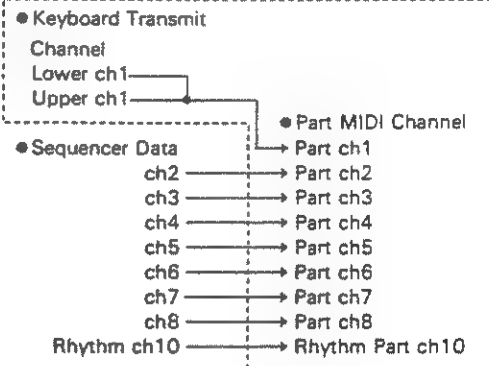 ● Keyboard Transmit
Channel
Lower ch1
Upper ch1
● Part MIDI Channel
● Sequencer Data
Part ch1
ch2 → Part ch2
ch3 → Part ch3
ch4 → Part ch4
ch5 → Part ch5
ch6 → Part ch6
ch7 → Part ch7
ch8 → Part ch8
Rhythm ch10 → Rhythm Part ch10